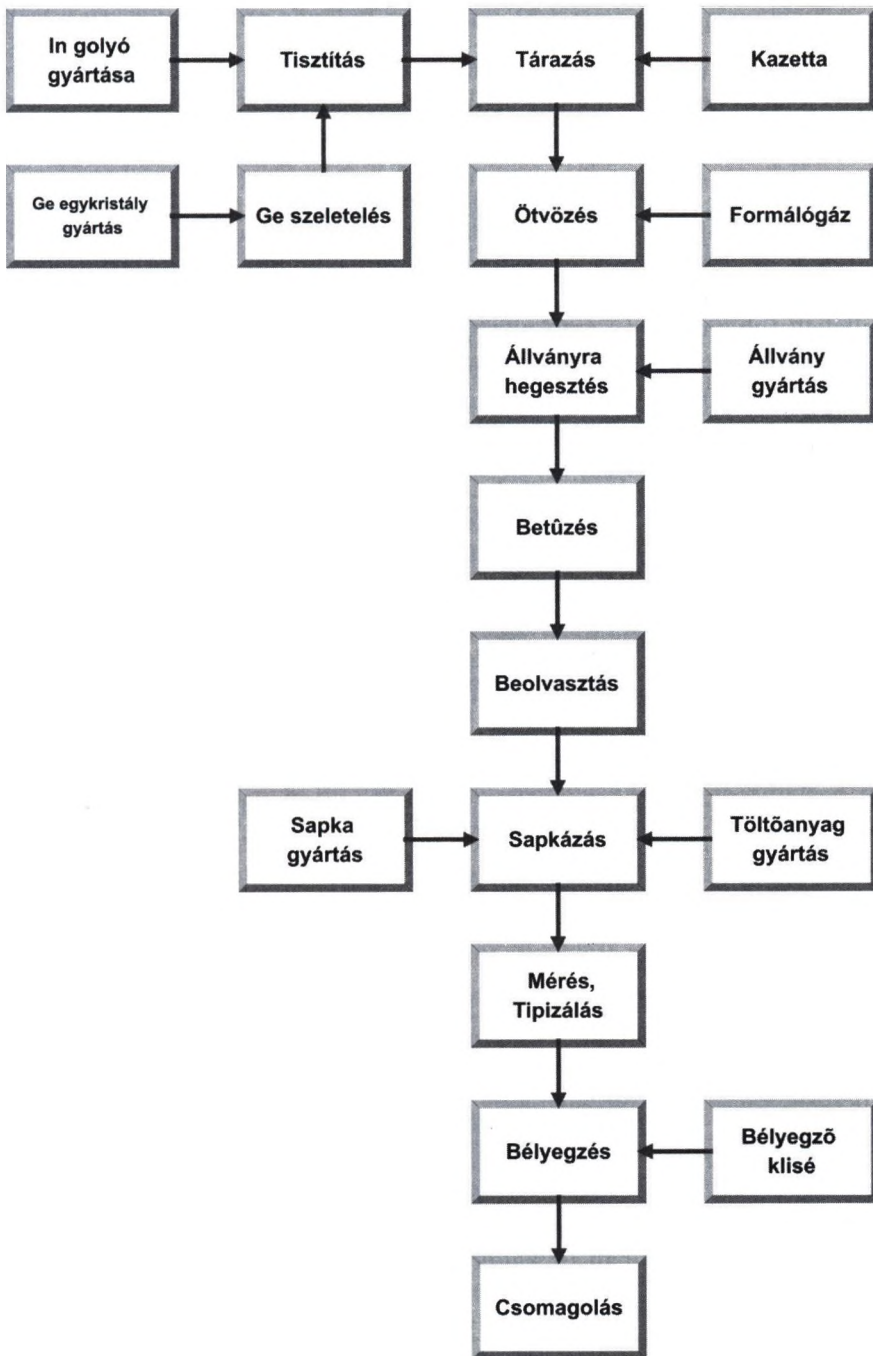 In golyó
gyártása
Tisztítás
Tárazás
Kazetta
Ge egykristály
gyártás
Ge szeletelés
Ötvözés
Formálógáz
Állványra
hegesztés
Állvány
gyártás
Betûzés
Beolvasztás
Sapka
gyártás
Sapkázás
Töltõanyag
gyártás
Mérés,
Tipizálás
Bélyegzés
Bélyegzõ
klisé
Csomagolás